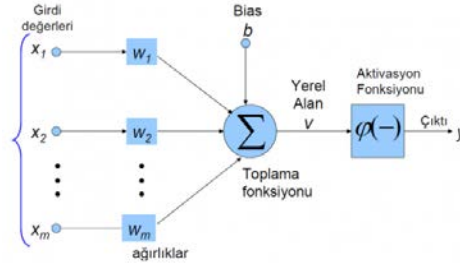 Girdi
değerleri
Bias
b
x1
w1
Yerel
Alan
v
Aktivasyon
Fonksiyonu
x2
w2
∑
φ(−)
Çıktı
y
Toplama
fonksiyonu
xm
wm
ağırlıklar